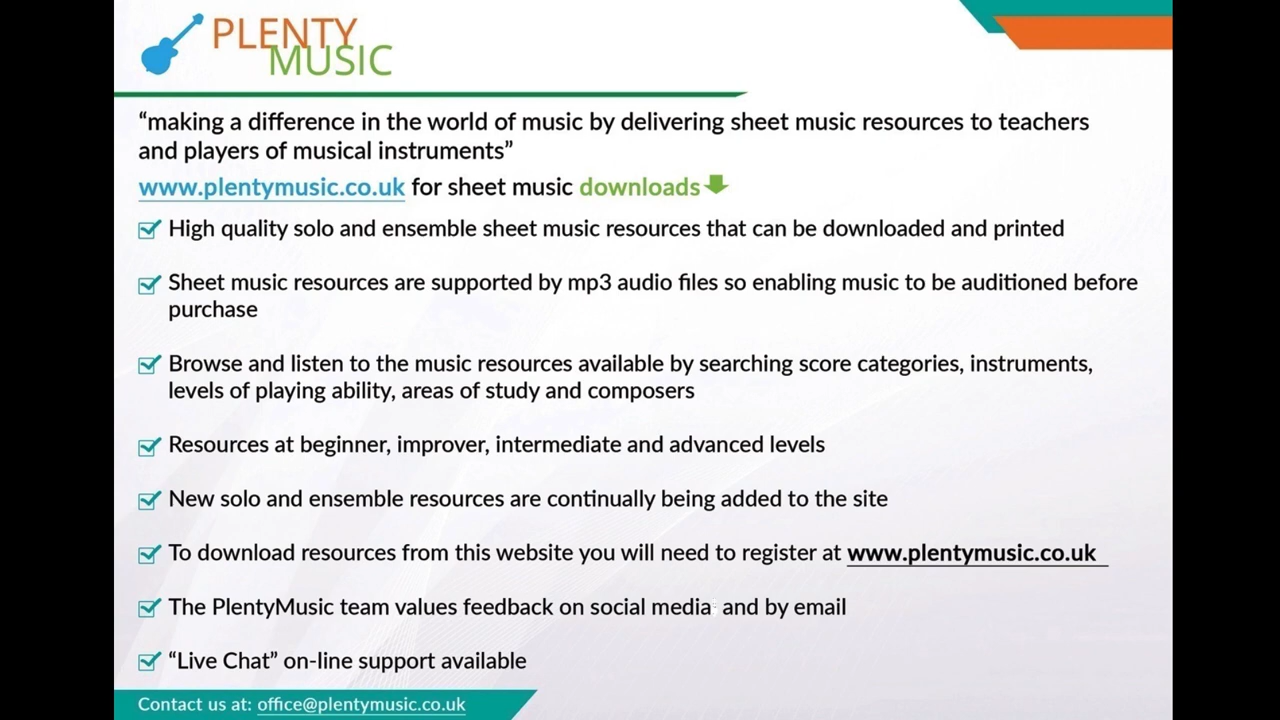 PLENTY
MUSIC
“making a difference in the world of music by delivering sheet music resources to teachers
and players of musical instruments”
www.plentymusic.co.uk for sheet music downloads
High quality solo and ensemble sheet music resources that can be downloaded and printed
Sheet music resources are supported by mp3 audio files so enabling music to be auditioned before
purchase
Browse and listen to the music resources available by searching score categories, instruments,
levels of playing ability, areas of study and composers
Resources at beginner, improver, intermediate and advanced levels
New solo and ensemble resources are continually being added to the site
To download resources from this website you will need to register at www.plentymusic.co.uk
The PlentyMusic team values feedback on social media and by email
“Live Chat” on-line support available
Contact us at: office@plentymusic.co.uk